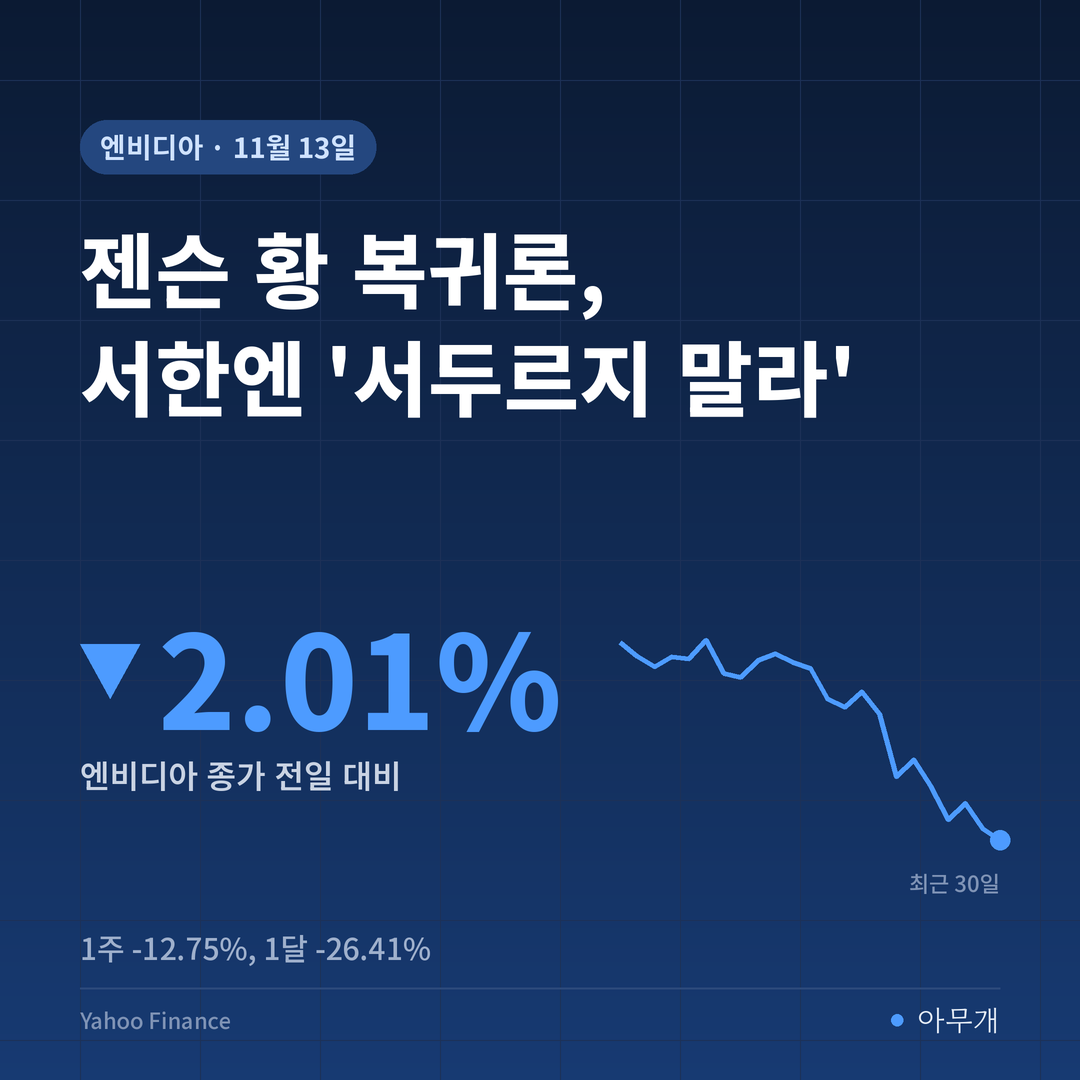 엔비디아 · 11월 13일
젠슨 황 복귀론,
서한엔 '서두르지 말라'
▼2.01%
엔비디아 종가 전일 대비
최근 30일
1주 -12.75%, 1달 -26.41%
Yahoo Finance
아무개